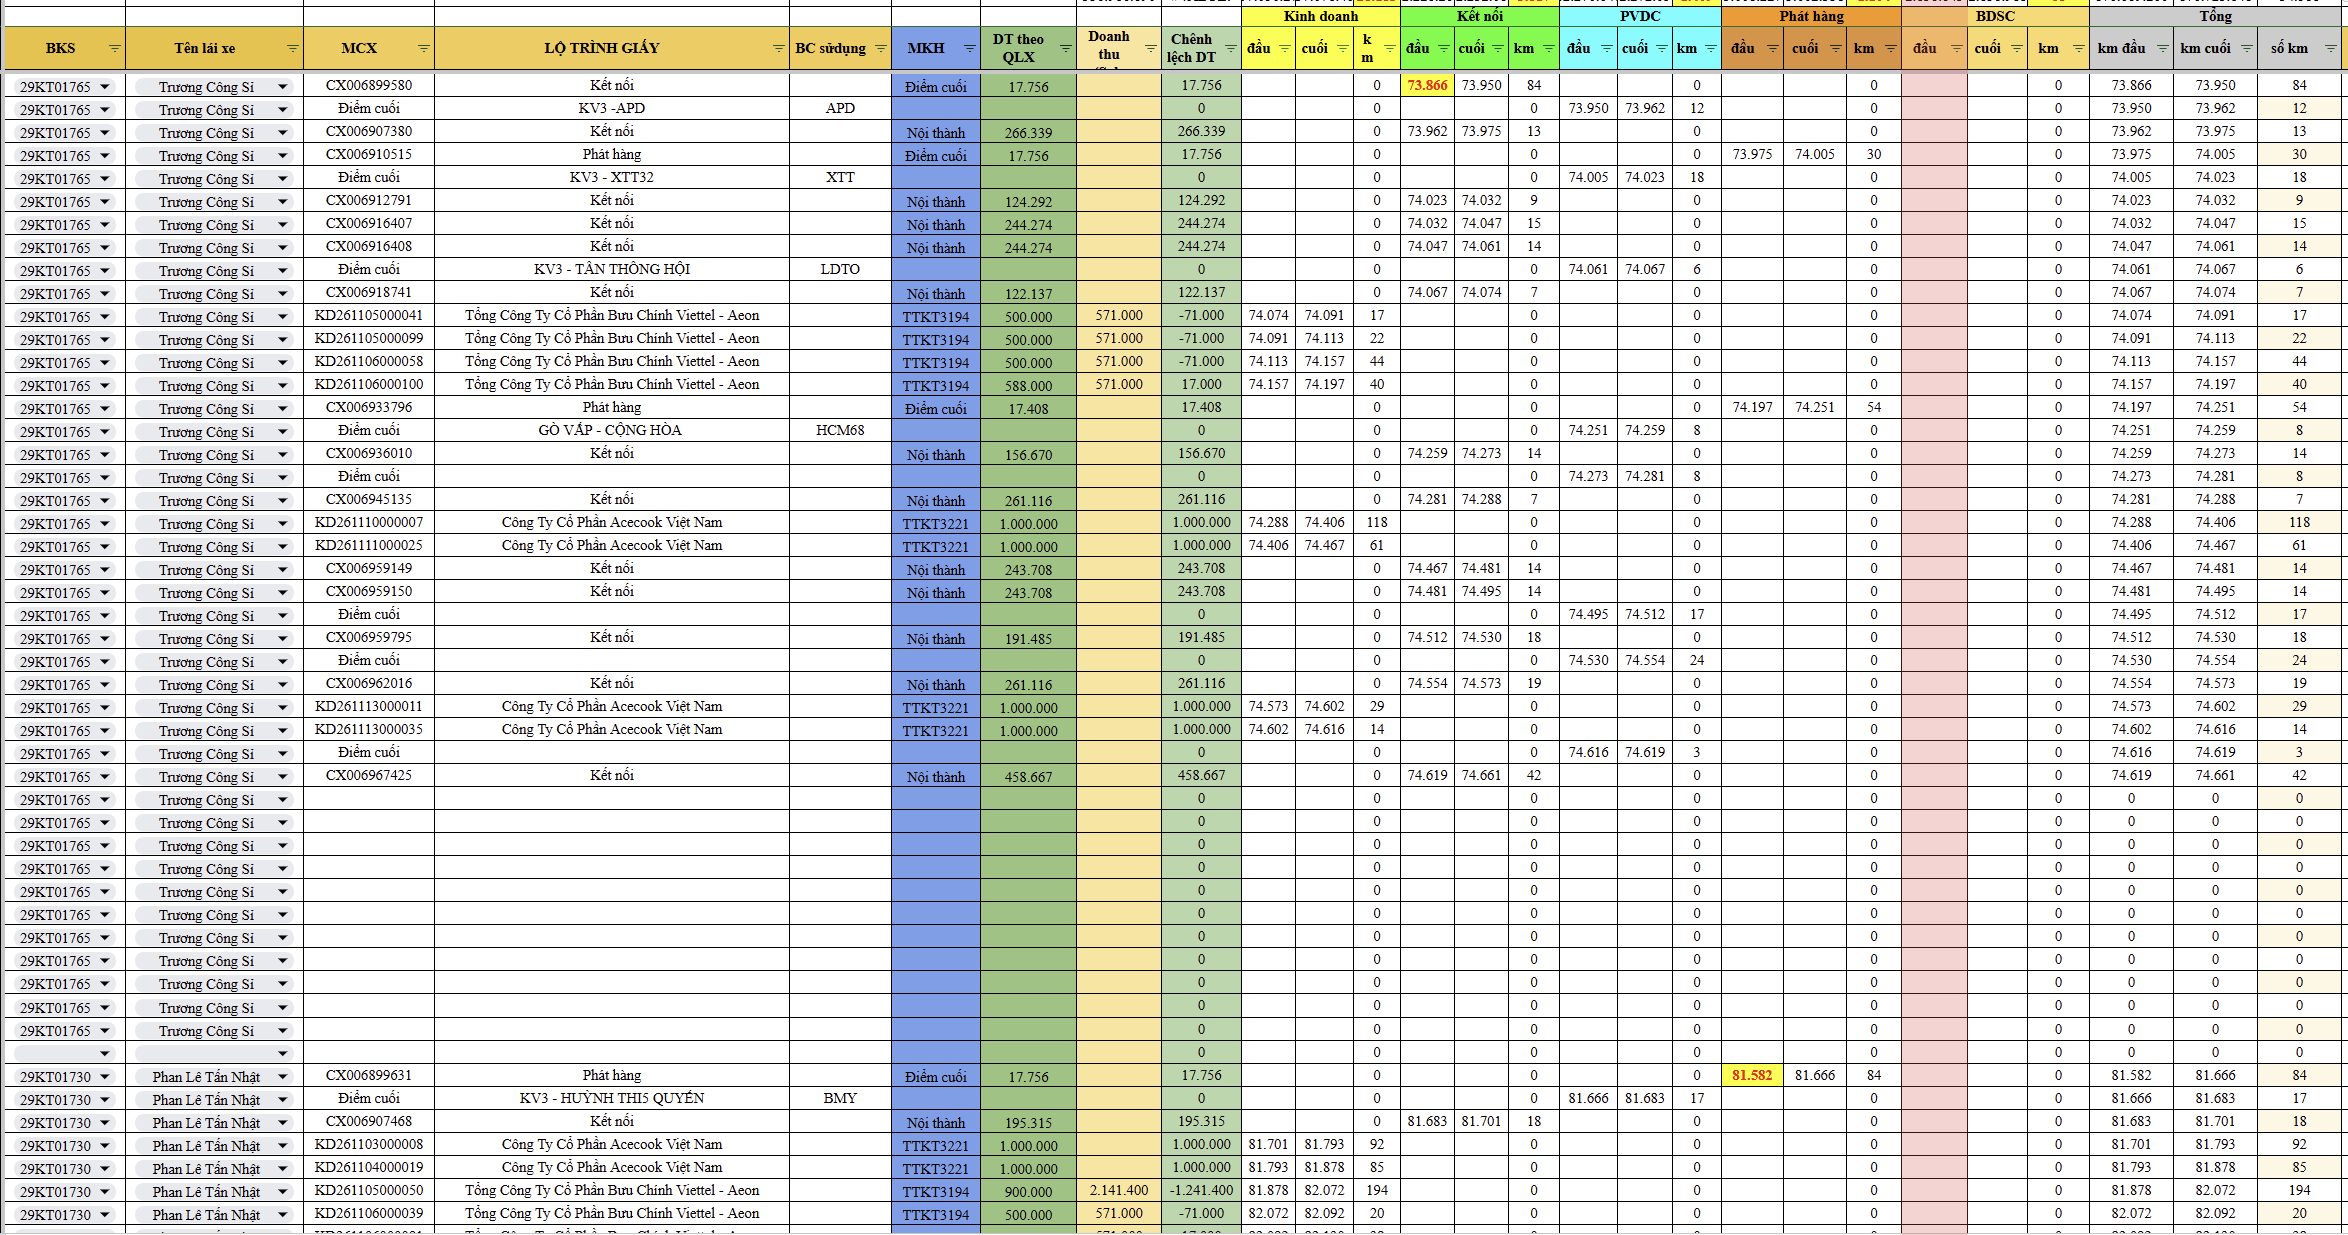 Kinh doanh Kết nối PVDC Phát hàng BDSC Tổng
BKS Tên lái xe MCX LỘ TRÌNH GIẤY BC sửdụng MKH DT theo QLX Doanh thu Chênh lệch DT đầu cuối km đầu cuối km đầu cuối km đầu cuối km đầu cuối km km đầu km cuối số km
29KT01765 Trương Công Sỉ CX006899580 Kết nối Điểm cuối 17.756 17.756 0 73.866 73.950 84 0 0 0 73.866 73.950 84
29KT01765 Trương Công Sỉ Điểm cuối KV3 -APD APD 0 0 0 73.950 73.962 12 0 0 73.950 73.962 12
29KT01765 Trương Công Sỉ CX006907380 Kết nối Nội thành 266.339 266.339 0 73.962 73.975 13 0 0 0 73.962 73.975 13
29KT01765 Trương Công Sỉ CX006910515 Phát hàng Điểm cuối 17.756 17.756 0 0 0 73.975 74.005 30 0 73.975 74.005 30
29KT01765 Trương Công Sỉ Điểm cuối KV3 - XTT32 XTT 0 0 0 74.005 74.023 18 0 0 74.005 74.023 18
29KT01765 Trương Công Sỉ CX006912791 Kết nối Nội thành 124.292 124.292 0 74.023 74.032 9 0 0 0 74.023 74.032 9
29KT01765 Trương Công Sỉ CX006916407 Kết nối Nội thành 244.274 244.274 0 74.032 74.047 15 0 0 0 74.032 74.047 15
29KT01765 Trương Công Sỉ CX006916408 Kết nối Nội thành 244.274 244.274 0 74.047 74.061 14 0 0 0 74.047 74.061 14
29KT01765 Trương Công Sỉ Điểm cuối KV3 - TÂN THÔNG HỘI LDTO 0 0 0 74.061 74.067 6 0 0 74.061 74.067 6
29KT01765 Trương Công Sỉ CX006918741 Kết nối Nội thành 122.137 122.137 0 74.067 74.074 7 0 0 0 74.067 74.074 7
29KT01765 Trương Công Sỉ KD261105000041 Tổng Công Ty Cổ Phần Bưu Chính Viettel - Aeon TTKT3194 500.000 571.000 -71.000 74.074 74.091 17 0 0 0 0 74.074 74.091 17
29KT01765 Trương Công Sỉ KD261105000099 Tổng Công Ty Cổ Phần Bưu Chính Viettel - Aeon TTKT3194 500.000 571.000 -71.000 74.091 74.113 22 0 0 0 0 74.091 74.113 22
29KT01765 Trương Công Sỉ KD261106000058 Tổng Công Ty Cổ Phần Bưu Chính Viettel - Aeon TTKT3194 500.000 571.000 -71.000 74.113 74.157 44 0 0 0 0 74.113 74.157 44
29KT01765 Trương Công Sỉ KD261106000100 Tổng Công Ty Cổ Phần Bưu Chính Viettel - Aeon TTKT3194 588.000 571.000 17.000 74.157 74.197 40 0 0 0 0 74.157 74.197 40
29KT01765 Trương Công Sỉ CX006933796 Phát hàng Điểm cuối 17.408 17.408 0 0 0 74.197 74.251 54 0 74.197 74.251 54
29KT01765 Trương Công Sỉ Điểm cuối GÒ VẤP - CỘNG HÒA HCM68 0 0 0 74.251 74.259 8 0 0 74.251 74.259 8
29KT01765 Trương Công Sỉ CX006936010 Kết nối Nội thành 156.670 156.670 0 74.259 74.273 14 0 0 0 74.259 74.273 14
29KT01765 Trương Công Sỉ Điểm cuối 0 0 0 74.273 74.281 8 0 0 74.273 74.281 8
29KT01765 Trương Công Sỉ CX006945135 Kết nối Nội thành 261.116 261.116 0 74.281 74.288 7 0 0 0 74.281 74.288 7
29KT01765 Trương Công Sỉ KD261110000007 Công Ty Cổ Phần Acecook Việt Nam TTKT3221 1.000.000 1.000.000 74.288 74.406 118 0 0 0 0 74.288 74.406 118
29KT01765 Trương Công Sỉ KD261111000025 Công Ty Cổ Phần Acecook Việt Nam TTKT3221 1.000.000 1.000.000 74.406 74.467 61 0 0 0 0 74.406 74.467 61
29KT01765 Trương Công Sỉ CX006959149 Kết nối Nội thành 243.708 243.708 0 74.467 74.481 14 0 0 0 74.467 74.481 14
29KT01765 Trương Công Sỉ CX006959150 Kết nối Nội thành 243.708 243.708 0 74.481 74.495 14 0 0 0 74.481 74.495 14
29KT01765 Trương Công Sỉ Điểm cuối 0 0 0 74.495 74.512 17 0 0 74.495 74.512 17
29KT01765 Trương Công Sỉ CX006959795 Kết nối Nội thành 191.485 191.485 0 74.512 74.530 18 0 0 0 74.512 74.530 18
29KT01765 Trương Công Sỉ Điểm cuối 0 0 0 74.530 74.554 24 0 0 74.530 74.554 24
29KT01765 Trương Công Sỉ CX006962016 Kết nối Nội thành 261.116 261.116 0 74.554 74.573 19 0 0 0 74.554 74.573 19
29KT01765 Trương Công Sỉ KD261113000011 Công Ty Cổ Phần Acecook Việt Nam TTKT3221 1.000.000 1.000.000 74.573 74.602 29 0 0 0 0 74.573 74.602 29
29KT01765 Trương Công Sỉ KD261113000035 Công Ty Cổ Phần Acecook Việt Nam TTKT3221 1.000.000 1.000.000 74.602 74.616 14 0 0 0 0 74.602 74.616 14
29KT01765 Trương Công Sỉ Điểm cuối 0 0 0 74.616 74.619 3 0 0 74.616 74.619 3
29KT01765 Trương Công Sỉ CX006967425 Kết nối Nội thành 458.667 458.667 0 74.619 74.661 42 0 0 0 74.619 74.661 42
29KT01765 Trương Công Sỉ 0 0 0 0 0 0 0 0 0
29KT01765 Trương Công Sỉ 0 0 0 0 0 0 0 0 0
29KT01765 Trương Công Sỉ 0 0 0 0 0 0 0 0 0
29KT01765 Trương Công Sỉ 0 0 0 0 0 0 0 0 0
29KT01765 Trương Công Sỉ 0 0 0 0 0 0 0 0 0
29KT01765 Trương Công Sỉ 0 0 0 0 0 0 0 0 0
29KT01765 Trương Công Sỉ 0 0 0 0 0 0 0 0 0
29KT01765 Trương Công Sỉ 0 0 0 0 0 0 0 0 0
29KT01765 Trương Công Sỉ 0 0 0 0 0 0 0 0 0
29KT01765 Trương Công Sỉ 0 0 0 0 0 0 0 0 0
29KT01765 Trương Công Sỉ 0 0 0 0 0 0 0 0 0
0 0 0 0 0 0 0 0 0
29KT01730 Phan Lê Tấn Nhật CX006899631 Phát hàng Điểm cuối 17.756 17.756 0 0 0 81.582 81.666 84 0 81.582 81.666 84
29KT01730 Phan Lê Tấn Nhật Điểm cuối KV3 - HUỲNH THI5 QUYẾN BMY 0 0 0 81.666 81.683 17 0 0 81.666 81.683 17
29KT01730 Phan Lê Tấn Nhật CX006907468 Kết nối Nội thành 195.315 195.315 0 81.683 81.701 18 0 0 0 81.683 81.701 18
29KT01730 Phan Lê Tấn Nhật KD261103000008 Công Ty Cổ Phần Acecook Việt Nam TTKT3221 1.000.000 1.000.000 81.701 81.793 92 0 0 0 0 81.701 81.793 92
29KT01730 Phan Lê Tấn Nhật KD261104000019 Công Ty Cổ Phần Acecook Việt Nam TTKT3221 1.000.000 1.000.000 81.793 81.878 85 0 0 0 0 81.793 81.878 85
29KT01730 Phan Lê Tấn Nhật KD261105000050 Tổng Công Ty Cổ Phần Bưu Chính Viettel - Aeon TTKT3194 900.000 2.141.400 -1.241.400 81.878 82.072 194 0 0 0 0 81.878 82.072 194
29KT01730 Phan Lê Tấn Nhật KD261106000039 Tổng Công Ty Cổ Phần Bưu Chính Viettel - Aeon TTKT3194 500.000 571.000 -71.000 82.072 82.092 20 0 0 0 0 82.072 82.092 20